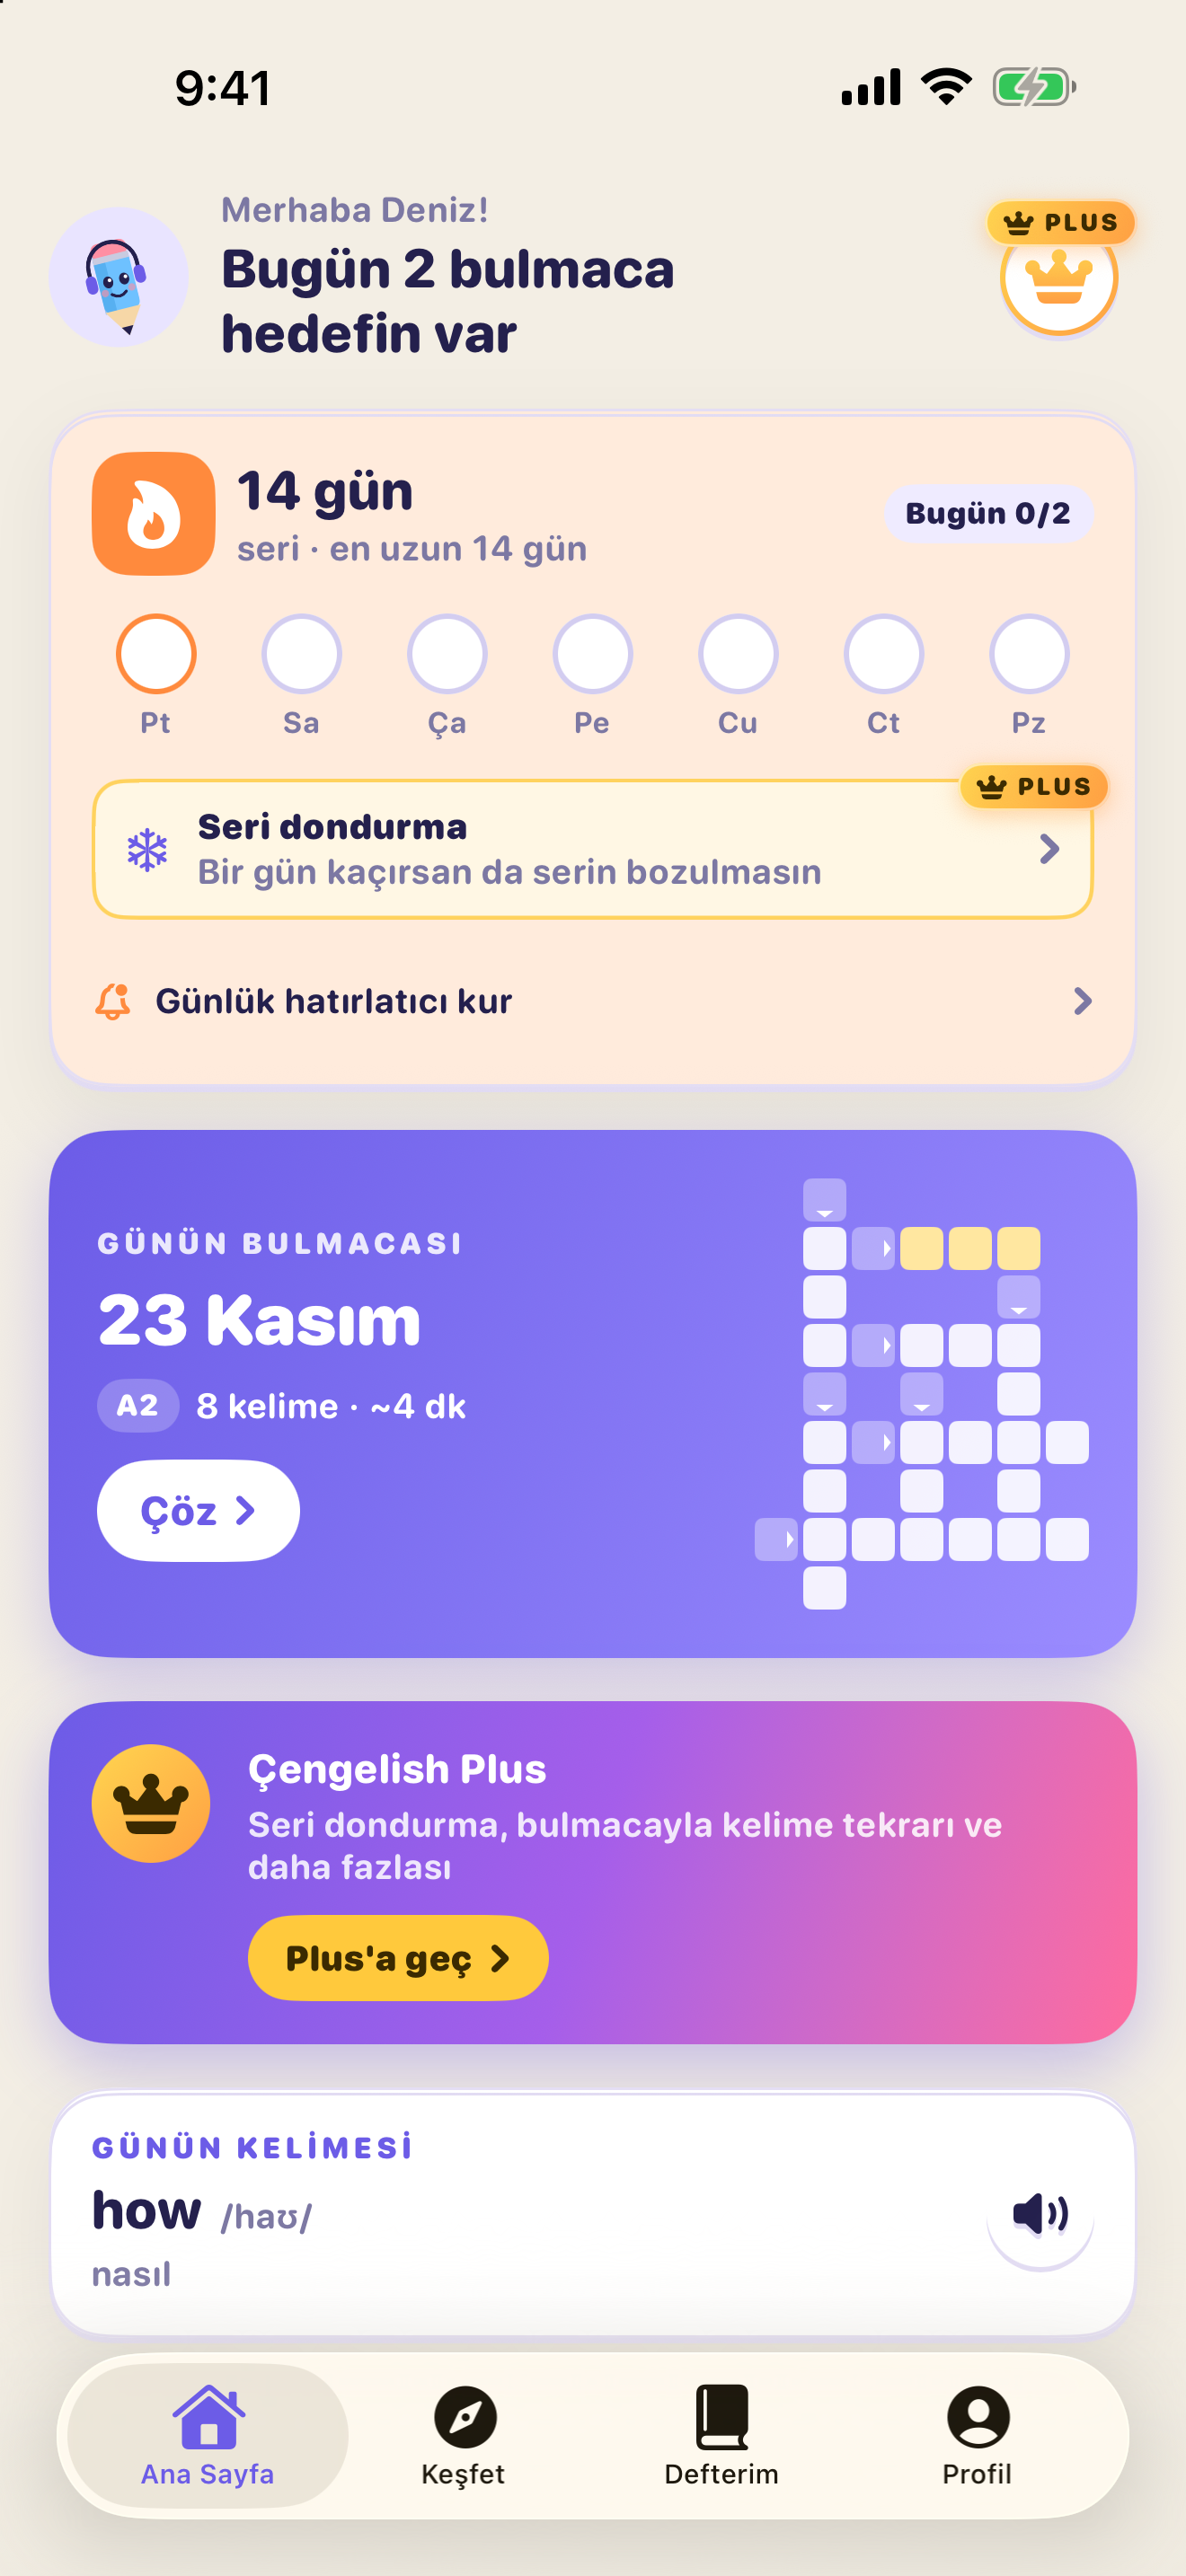 9:41
Merhaba Deniz!
Bugün 2 bulmaca
hedefin var
PLUS
14 gün
seri · en uzun 14 gün
Bugün 0/2
Pt Sa Ça Pe Cu Ct Pz
PLUS
Seri dondurma
Bir gün kaçırsan da serin bozulmasın
Günlük hatırlatıcı kur
GÜNÜN BULMACASI
23 Kasım
A2 8 kelime · ~4 dk
Çöz
Çengelish Plus
Seri dondurma, bulmacayla kelime tekrarı ve
daha fazlası
Plus'a geç
GÜNÜN KELİMESİ
how /haʊ/
nasıl
Ana Sayfa Keşfet Defterim Profil